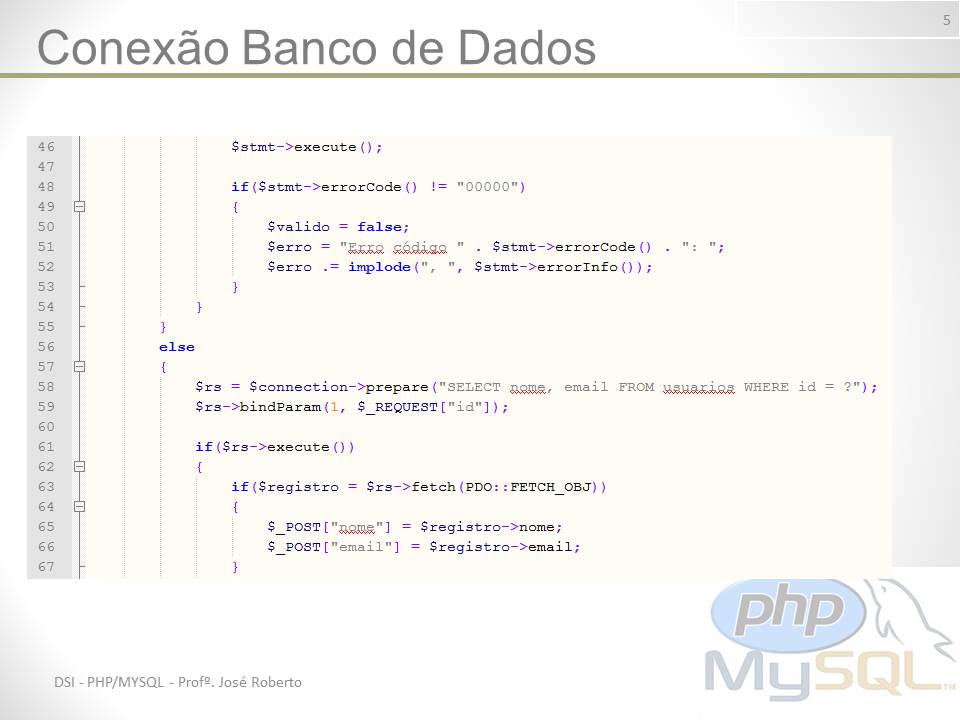 5
Conexão Banco de Dados
46 $stmt->execute();
47
48 if($stmt->errorCode() != "00000")
49 {
50 $valido = false;
51 $erro = "Erro código " . $stmt->errorCode() . ": ";
52 $erro .= implode(", ", $stmt->errorInfo());
53 }
54 }
55 }
56 else
57 {
58 $rs = $connection->prepare("SELECT nome, email FROM usuarios WHERE id = ?");
59 $rs->bindParam(1, $_REQUEST["id"]);
60
61 if($rs->execute())
62 {
63 if($registro = $rs->fetch(PDO::FETCH_OBJ))
64 {
65 $_POST["nome"] = $registro->nome;
66 $_POST["email"] = $registro->email;
67 }
php
MySQL™
DSI - PHP/MYSQL - Profº. José Roberto